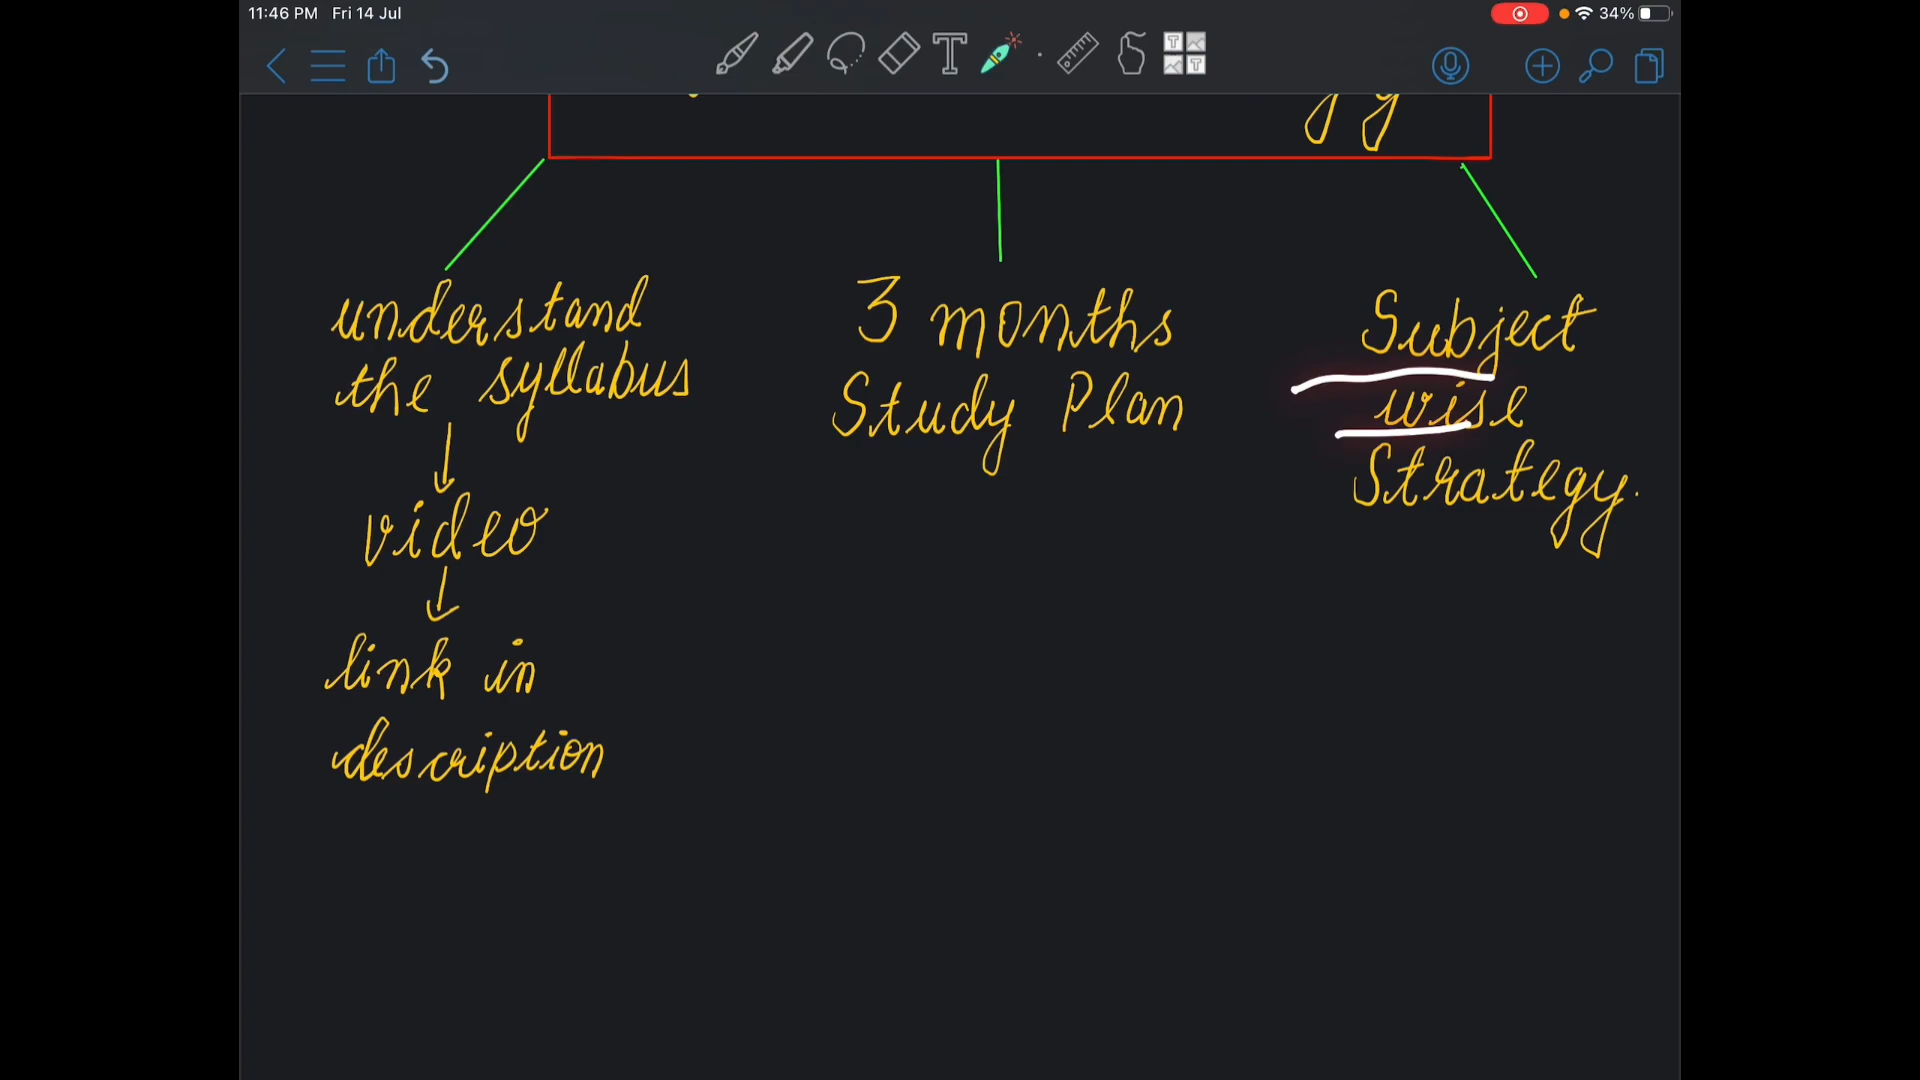 11:46 PM Fri 14 Jul
34%
understand
the syllabus
video
link in
description
3 months
Study Plan
Subject
wise
Strategy.